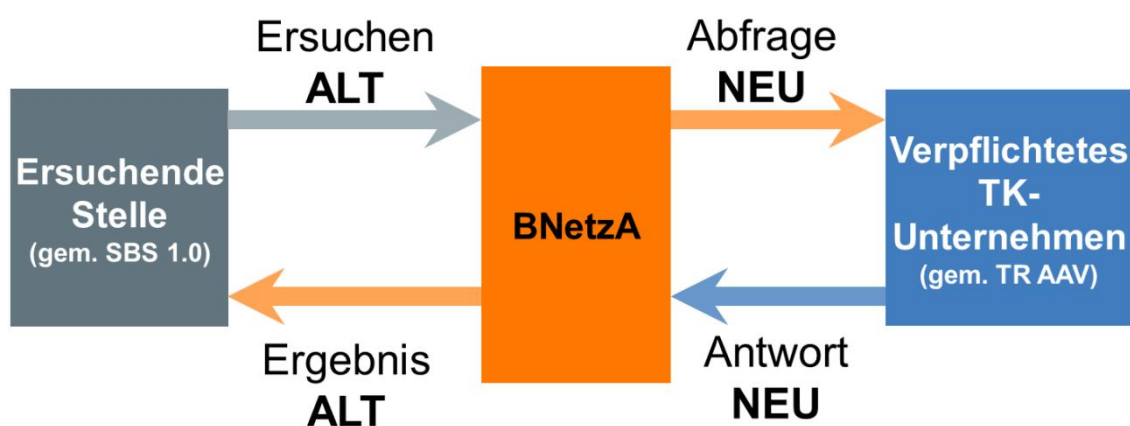 Ersuchen
ALT
Abfrage
NEU
Ersuchende
Stelle
(gem. SBS 1.0)
BNetzA
Verpflichtetes
TK-
Unternehmen
(gem. TR AAV)
Ergebnis
ALT
Antwort
NEU